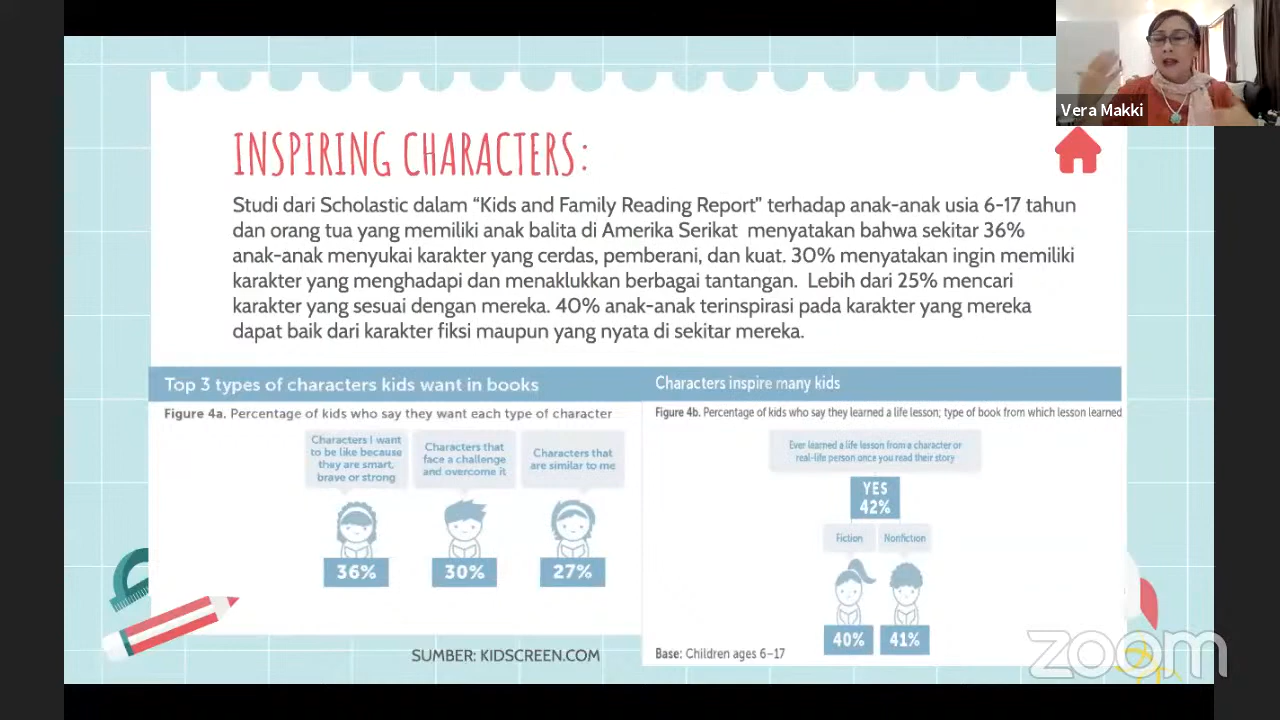 Vera Makki
INSPIRING CHARACTERS:
Studi dari Scholastic dalam “Kids and Family Reading Report” terhadap anak-anak usia 6-17 tahun
dan orang tua yang memiliki anak balita di Amerika Serikat menyatakan bahwa sekitar 36%
anak-anak menyukai karakter yang cerdas, pemberani, dan kuat. 30% menyatakan ingin memiliki
karakter yang menghadapi dan menaklukkan berbagai tantangan. Lebih dari 25% mencari
karakter yang sesuai dengan mereka. 40% anak-anak terinspirasi pada karakter yang mereka
dapat baik dari karakter fiksi maupun yang nyata di sekitar mereka.
Top 3 types of characters kids want in books
Figure 4a. Percentage of kids who say they want each type of character
Characters I want
to be like because
they are smart,
brave or strong
36%
Characters that
face a challenge
and overcome it
30%
Characters that
are similar to me
27%
Characters inspire many kids
Figure 4b. Percentage of kids who say they learned a life lesson; type of book from which lesson learned
Ever learned a life lesson from a character or
real-life person once you read their story
YES
42%
Fiction
40%
Nonfiction
41%
Base: Children ages 6–17
SUMBER: KIDSCREEN.COM
zoom